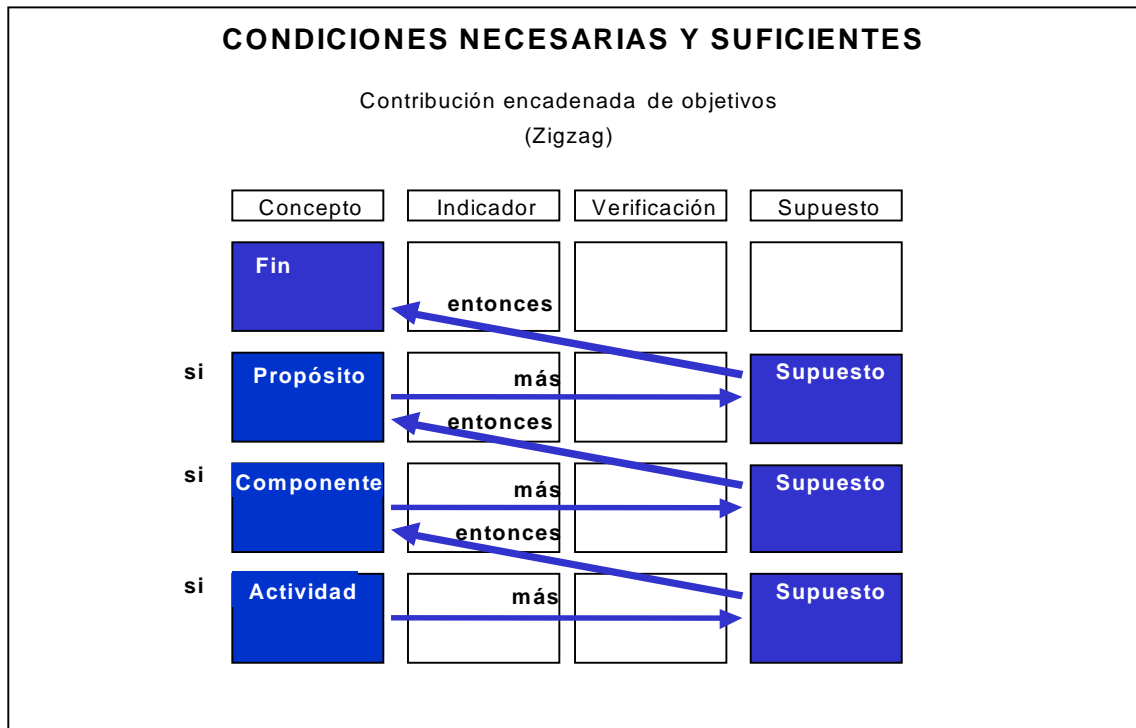 CONDICIONES NECESARIAS Y SUFICIENTES
Contribución encadenada de objetivos
(Zigzag)
Concepto Indicador Verificación Supuesto
Fin
entonces
si Propósito más Supuesto
entonces
si Componente más Supuesto
entonces
si Actividad más Supuesto